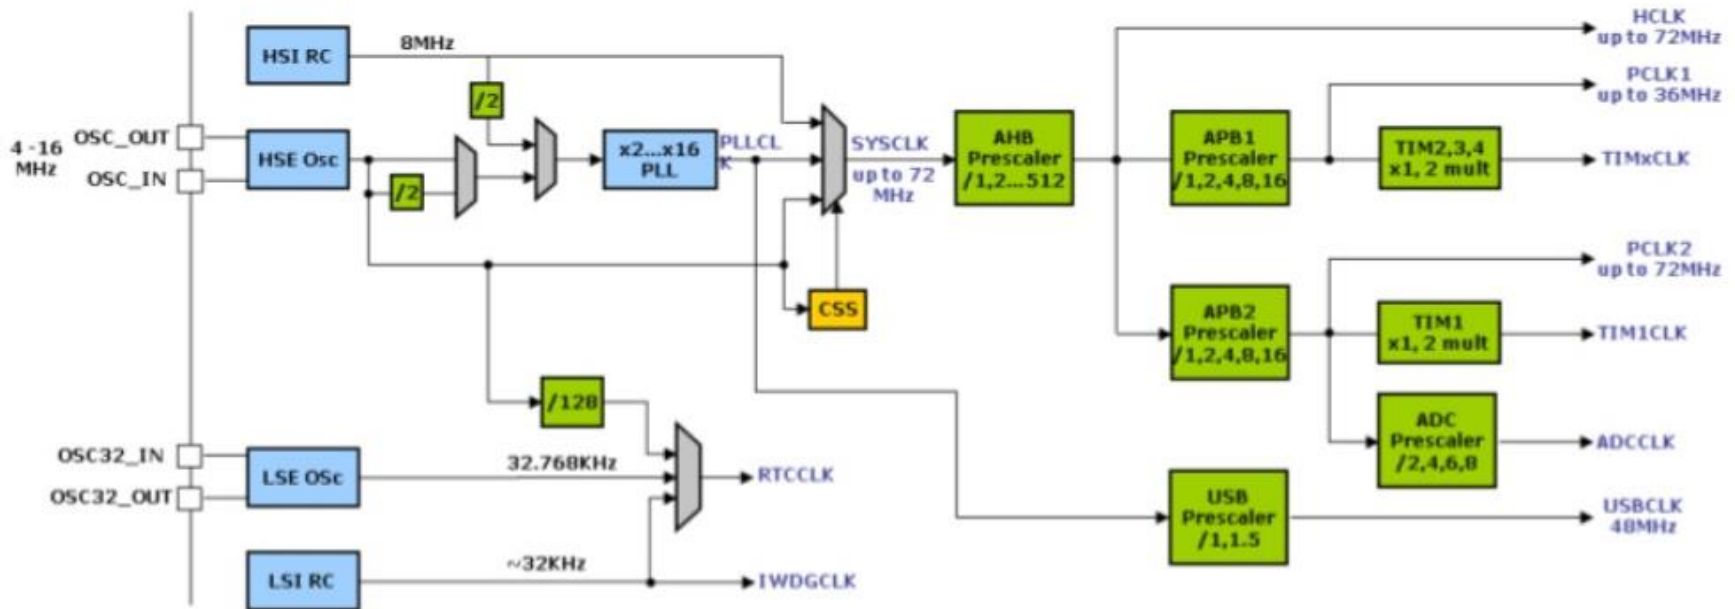 HSI RC
8MHz
/2
OSC_OUT
4 -16
MHz
OSC_IN
HSE Osc
/2
x2...x16
PLL
PLLCL
K
SYSCLK
up to 72
MHz
CSS
AHB
Prescaler
/1,2...512
HCLK
up to 72MHz
PCLK1
up to 36MHz
APB1
Prescaler
/1,2,4,8,16
TIM2,3,4
x1, 2 mult
TIMxCLK
PCLK2
up to 72MHz
APB2
Prescaler
/1,2,4,8,16
TIM1
x1, 2 mult
TIM1CLK
ADC
Prescaler
/2,4,6,8
ADCCLK
USB
Prescaler
/1,1.5
USBCLK
48MHz
/128
OSC32_IN
OSC32_OUT
LSE OSc
32.768KHz
RTCCLK
LSI RC
~32KHz
IWDGCLK